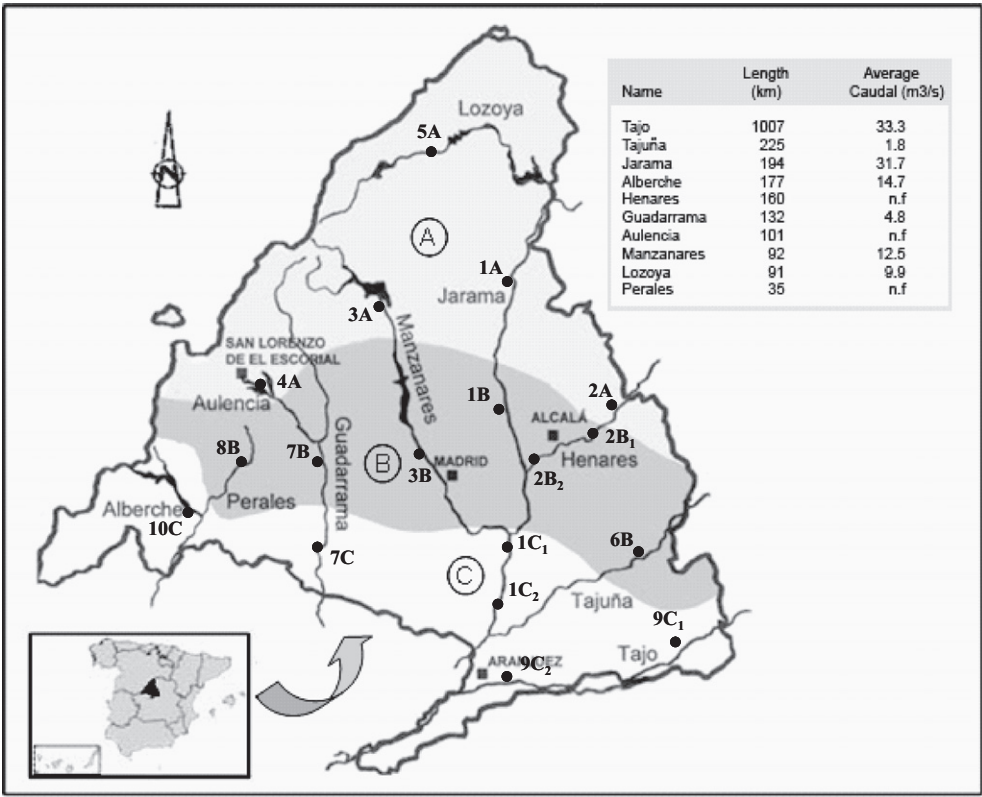 Name Length (km) Average Caudal (m3/s)
Tajo 1007 33.3
Tajuña 225 1.8
Jarama 194 31.7
Alberche 177 14.7
Henares 160 n.f
Guadarrama 132 4.8
Aulencia 101 n.f
Manzanares 92 12.5
Lozoya 91 9.9
Perales 35 n.f
Lozoya
5A
N
A
1A
Jarama
3A
Manzanares
SAN LORENZO
DE EL ESCORIAL
4A
Aulencia
1B
2A
ALCALÁ
2B1
Henares
2B2
8B
7B
Guadarrama
B
3B
MADRID
Perales
Alberche
10C
7C
1C1
6B
C
1C2
Tajuña
9C1
Tajo
ARANJUEZ
9C2